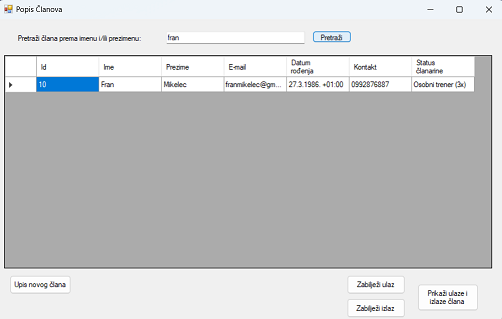 Popis Članova
Pretraži člana prema imenu i/ili prezimenu: fran Pretraži
Id Ime Prezime E-mail Datum rođenja Kontakt Status članarine
10 Fran Mikelec franmikelec@gm... 27.3.1986. +01:00 0992876887 Osobni trener (3x)
Upis novog člana
Zabilježi ulaz
Zabilježi izlaz
Prikaži ulaze i
izlaze člana